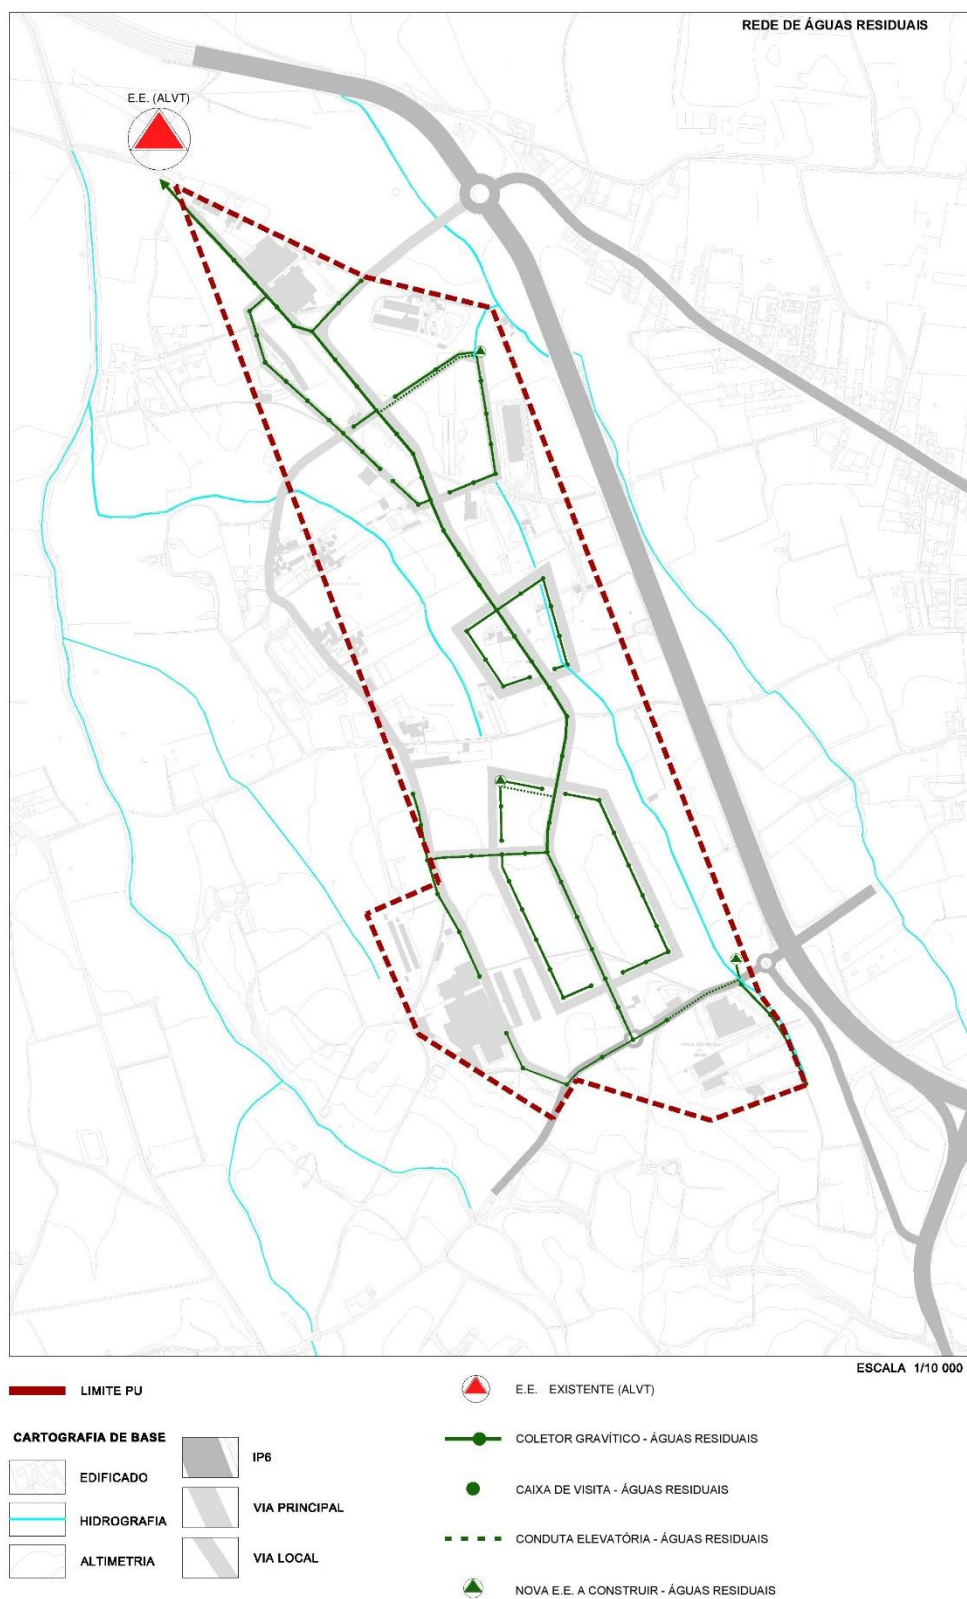 REDE DE ÁGUAS RESIDUAIS
E.E. (ALVT)
ESCALA 1/10 000
LIMITE PU
CARTOGRAFIA DE BASE
EDIFICADO
HIDROGRAFIA
ALTIMETRIA
IP6
VIA PRINCIPAL
VIA LOCAL
E.E. EXISTENTE (ALVT)
COLETOR GRAVÍTICO - ÁGUAS RESIDUAIS
CAIXA DE VISITA - ÁGUAS RESIDUAIS
CONDUTA ELEVATÓRIA - ÁGUAS RESIDUAIS
NOVA E.E. A CONSTRUIR - ÁGUAS RESIDUAIS